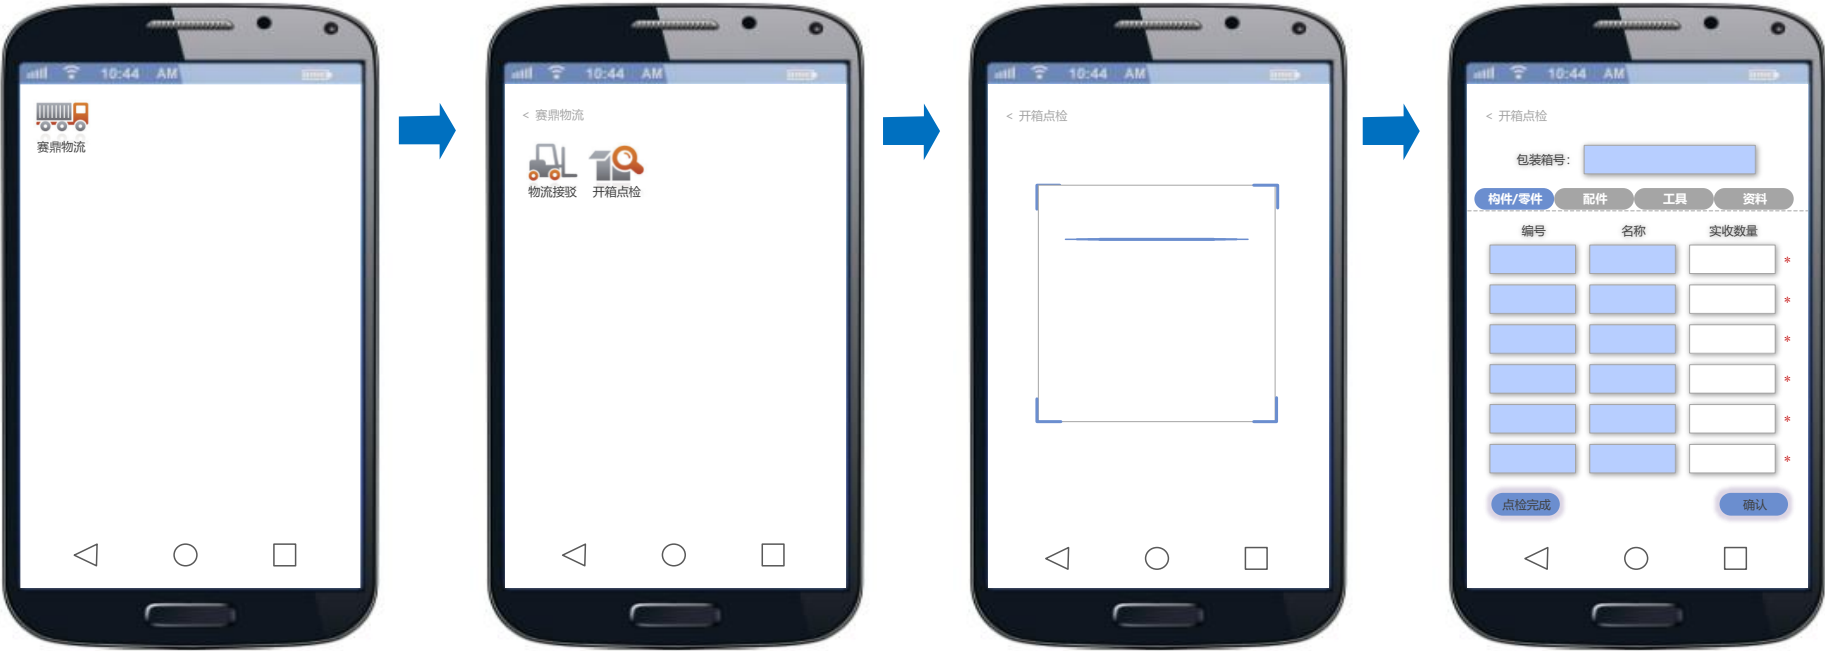 10:44 AM
赛鼎物流
10:44 AM
< 赛鼎物流
物流接驳 开箱点检
10:44 AM
< 开箱点检
10:44 AM
< 开箱点检
包装箱号：
构件/零件 配件 工具 资料
编号 名称 实收数量
*
*
*
*
*
*
点检完成 确认